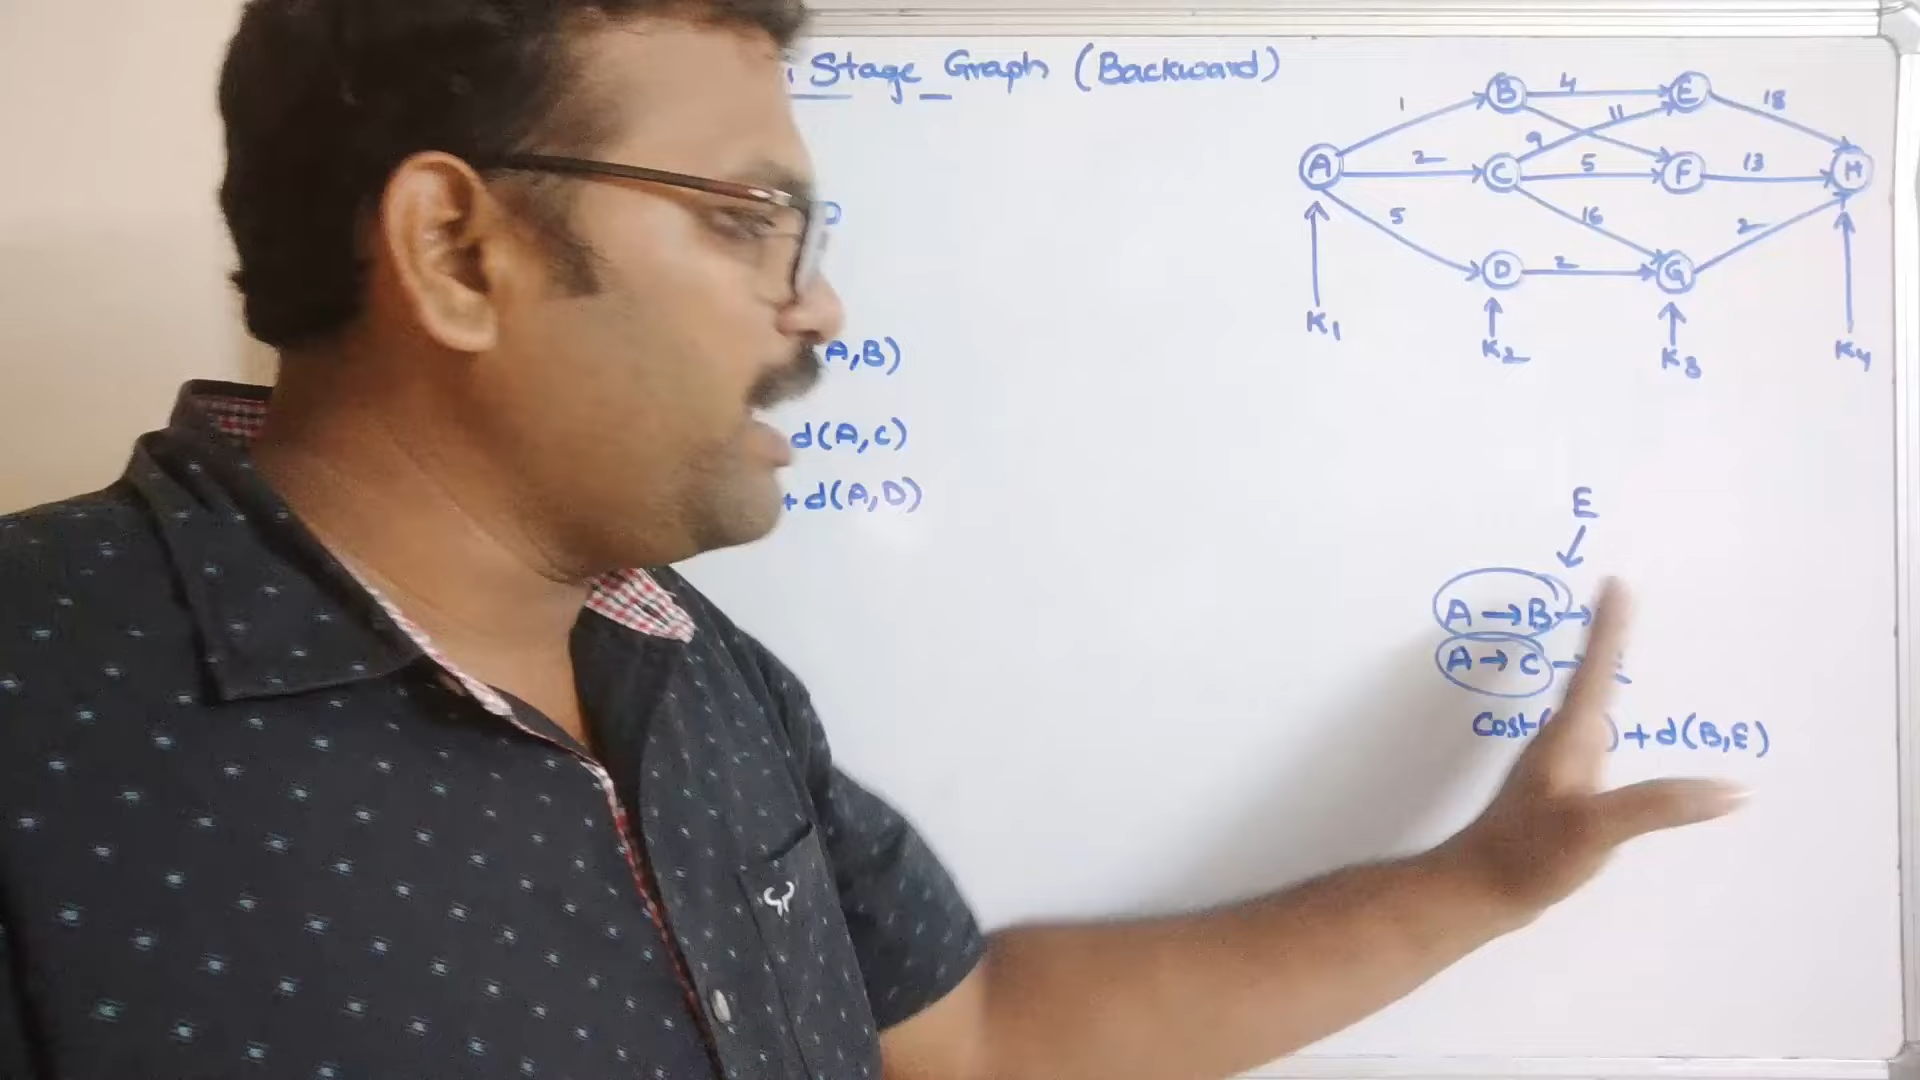 Stage Graph (Backward)
1
B
4
E
18
11
9
A
2
C
5
F
13
H
5
16
2
D
2
G
K1
K2
K3
K4
A,B)
d(A,C)
+d(A,D)
E
A → B →
A → C →
Cost( ) + d(B,E)